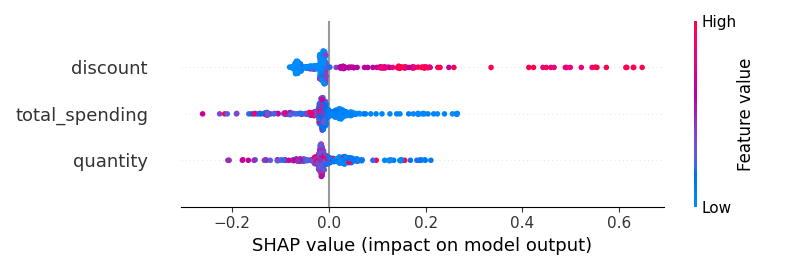 High
discount
total_spending
quantity
Feature value
Low
−0.2
0.0
0.2
0.4
0.6
SHAP value (impact on model output)